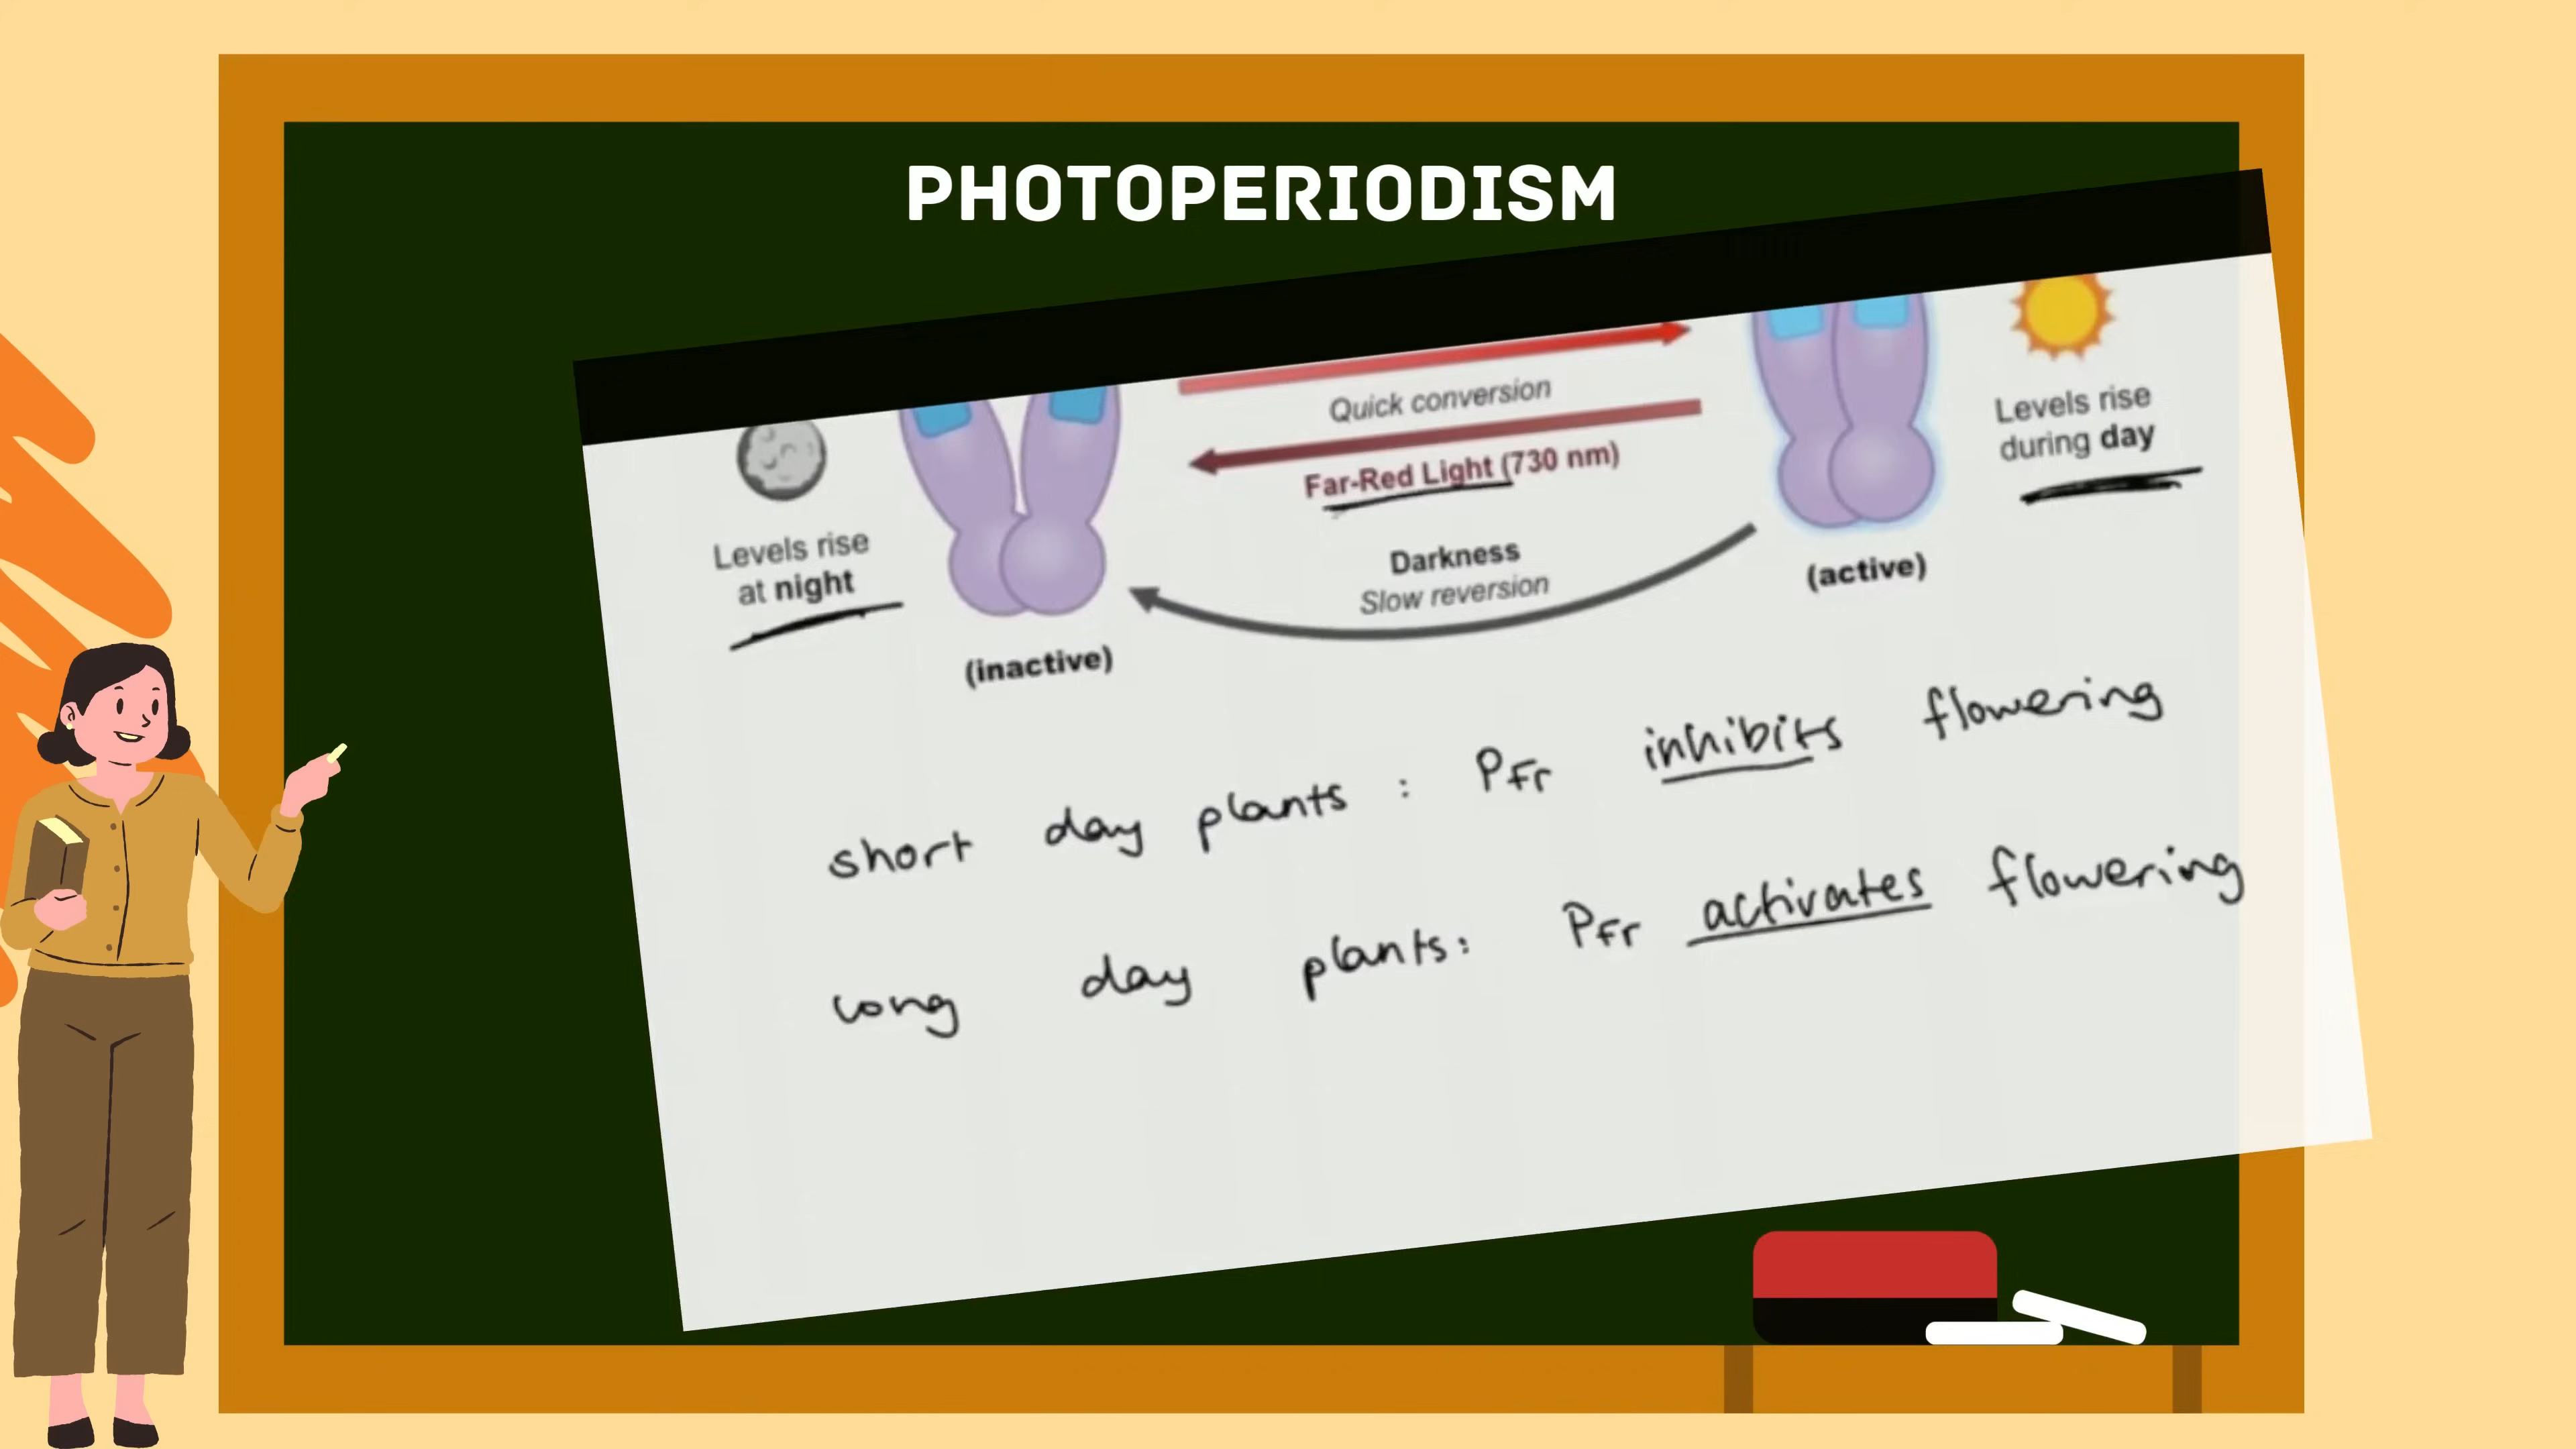 PHOTOPERIODISM
Quick conversion
Far-Red Light (730 nm)
Levels rise
during day
Darkness
Slow reversion
Levels rise
at night
(active)
(inactive)
short day plants : PFr inhibits flowering
long day plants: PFr activates flowering